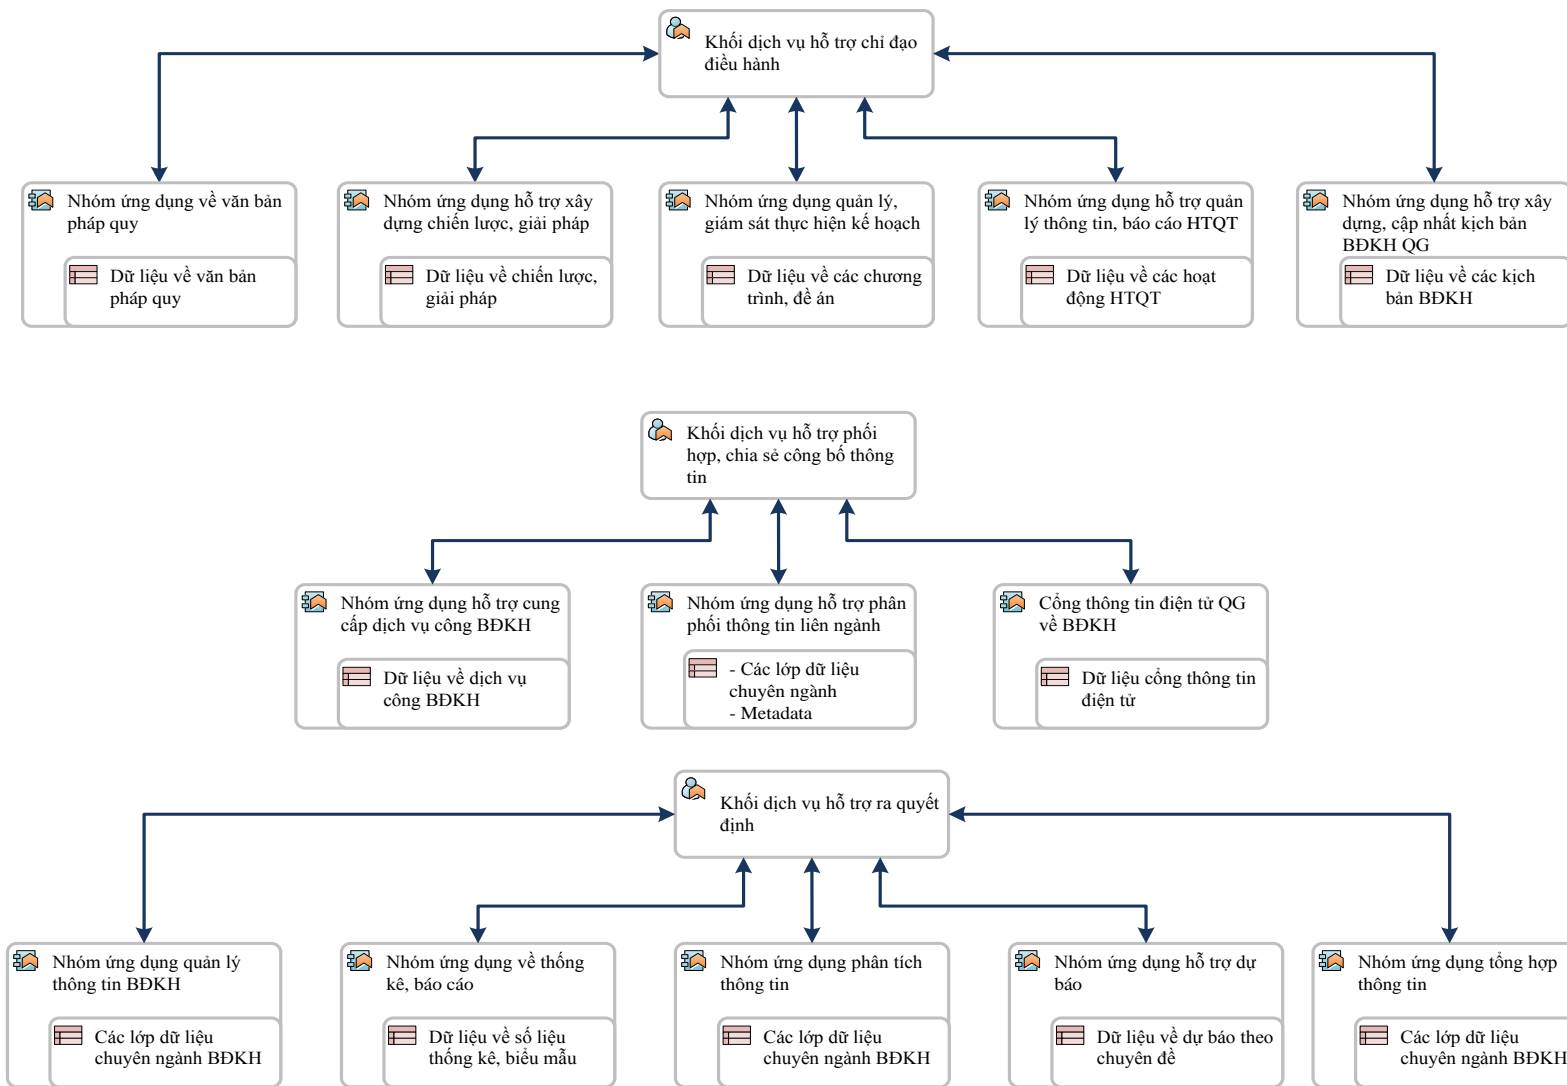 Khối dịch vụ hỗ trợ chỉ đạo
điều hành
Nhóm ứng dụng về văn bản
pháp quy
Dữ liệu về văn bản
pháp quy
Nhóm ứng dụng hỗ trợ xây
dựng chiến lược, giải pháp
Dữ liệu về chiến lược,
giải pháp
Nhóm ứng dụng quản lý,
giám sát thực hiện kế hoạch
Dữ liệu về các chương
trình, đề án
Nhóm ứng dụng hỗ trợ quản
lý thông tin, báo cáo HTQT
Dữ liệu về các hoạt
động HTQT
Nhóm ứng dụng hỗ trợ xây
dựng, cập nhất kịch bản
BĐKH QG
Dữ liệu về các kịch
bản BĐKH
Khối dịch vụ hỗ trợ phối
hợp, chia sẻ công bố thông
tin
Nhóm ứng dụng hỗ trợ cung
cấp dịch vụ công BĐKH
Dữ liệu về dịch vụ
công BĐKH
Nhóm ứng dụng hỗ trợ phân
phối thông tin liên ngành
- Các lớp dữ liệu
chuyên ngành
- Metadata
Cổng thông tin điện tử QG
về BĐKH
Dữ liệu cổng thông tin
điện tử
Khối dịch vụ hỗ trợ ra quyết
định
Nhóm ứng dụng quản lý
thông tin BĐKH
Các lớp dữ liệu
chuyên ngành BĐKH
Nhóm ứng dụng về thống
kê, báo cáo
Dữ liệu về số liệu
thống kê, biểu mẫu
Nhóm ứng dụng phân tích
thông tin
Các lớp dữ liệu
chuyên ngành BĐKH
Nhóm ứng dụng hỗ trợ dự
báo
Dữ liệu về dự báo theo
chuyên đề
Nhóm ứng dụng tổng hợp
thông tin
Các lớp dữ liệu
chuyên ngành BĐKH